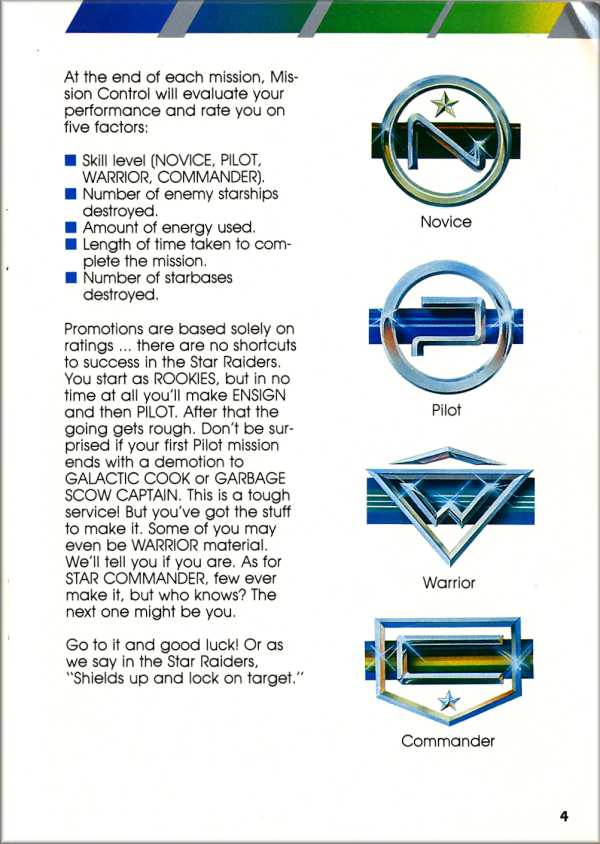 At the end of each mission, Mis-
sion Control will evaluate your
performance and rate you on
five factors:
Skill level (NOVICE, PILOT,
WARRIOR, COMMANDER).
Number of enemy starships
destroyed.
Amount of energy used.
Length of time taken to com-
plete the mission.
Number of starbases
destroyed.
Promotions are based solely on
ratings ... there are no shortcuts
to success in the Star Raiders.
You start as ROOKIES, but in no
time at all you'll make ENSIGN
and then PILOT. After that the
going gets rough. Don't be sur-
prised if your first Pilot mission
ends with a demotion to
GALACTIC COOK or GARBAGE
SCOW CAPTAIN. This is a tough
service! But you've got the stuff
to make it. Some of you may
even be WARRIOR material.
We'll tell you if you are. As for
STAR COMMANDER, few ever
make it, but who knows? The
next one might be you.
Go to it and good luck! Or as
we say in the Star Raiders,
"Shields up and lock on target."
N
Novice
P
Pilot
W
Warrior
C
Commander
4